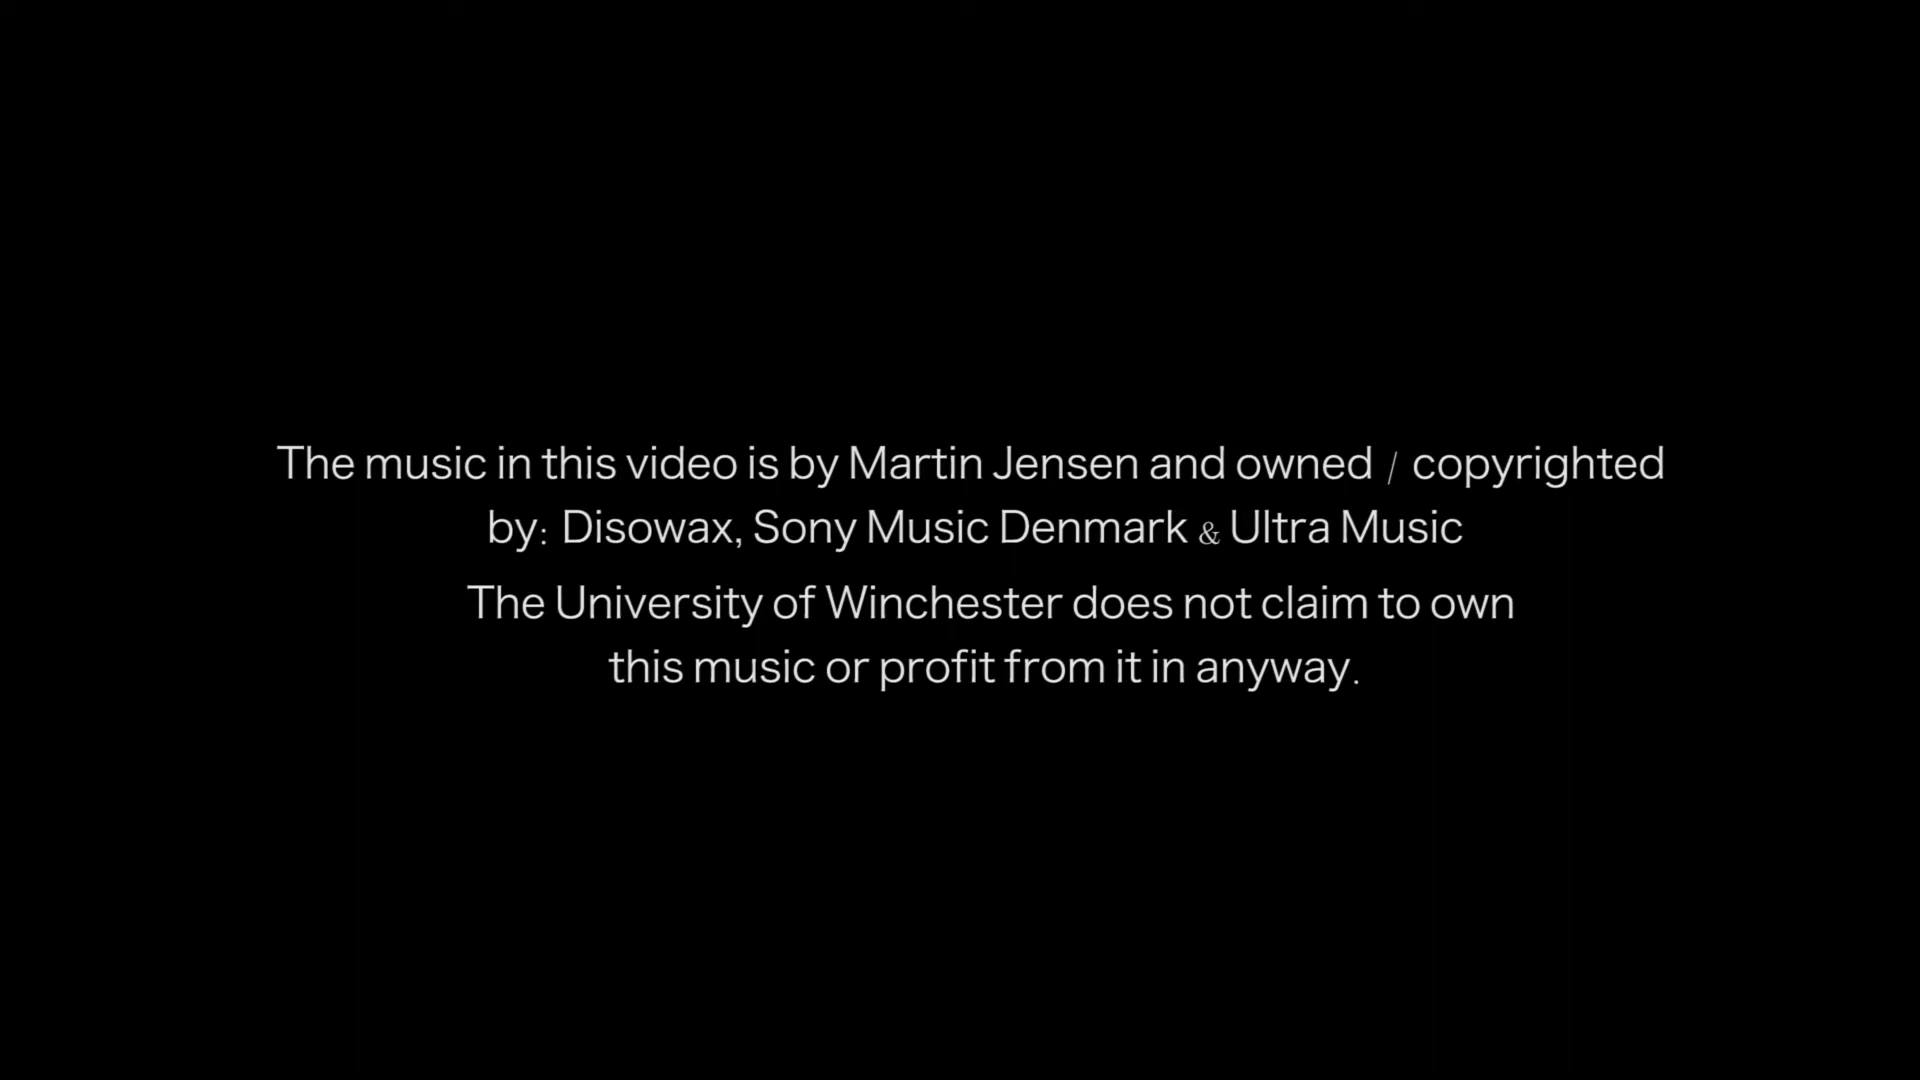 The music in this video is by Martin Jensen and owned / copyrighted
by: Disowax, Sony Music Denmark & Ultra Music
The University of Winchester does not claim to own
this music or profit from it in anyway.